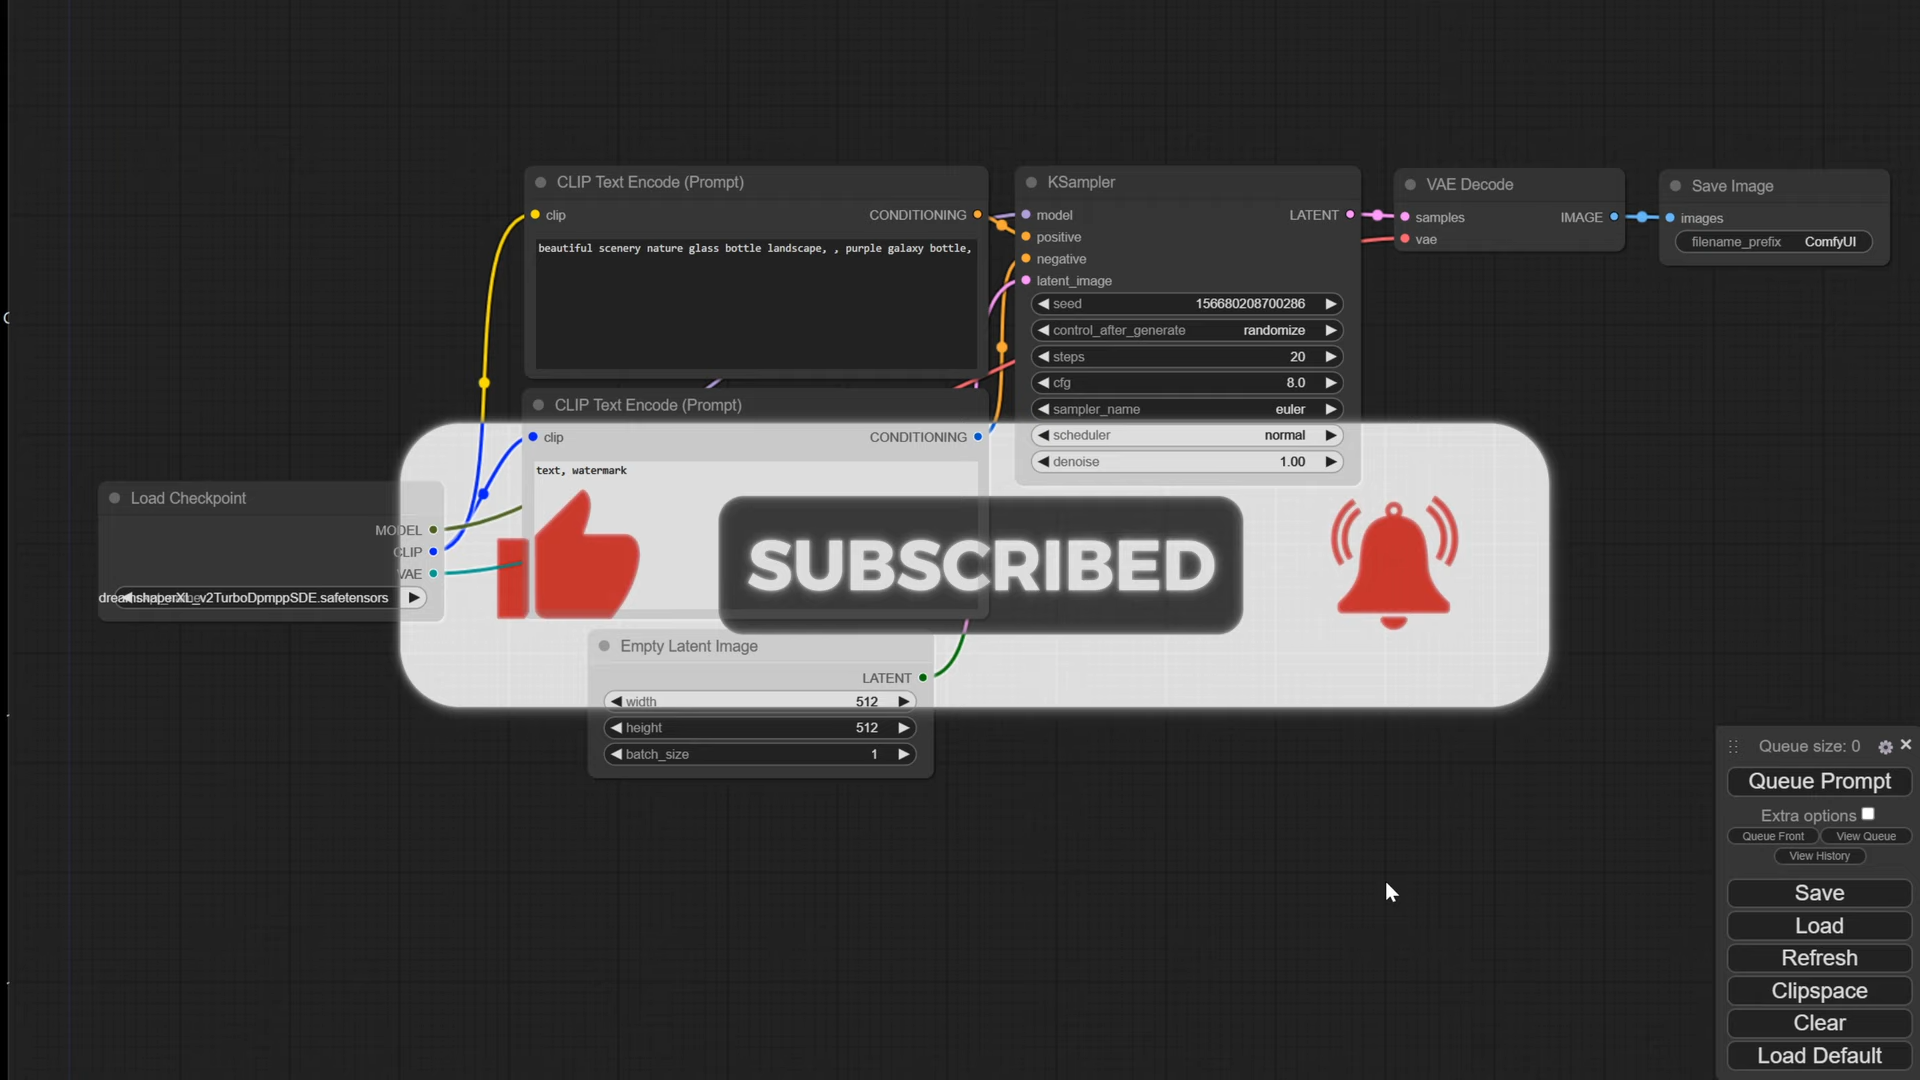 CLIP Text Encode (Prompt)
clip
CONDITIONING
beautiful scenery nature glass bottle landscape, , purple galaxy bottle,
KSampler
model
LATENT
positive
negative
latent_image
seed
156680208700286
control_after_generate
randomize
steps
20
cfg
8.0
sampler_name
euler
scheduler
normal
denoise
1.00
VAE Decode
samples
IMAGE
vae
Save Image
images
filename_prefix
ComfyUI
CLIP Text Encode (Prompt)
clip
CONDITIONING
text, watermark
Load Checkpoint
MODEL
CLIP
VAE
dreamshaperXL_v2TurboDpmppSDE.safetensors
SUBSCRIBED
Empty Latent Image
LATENT
width
512
height
512
batch_size
1
Queue size: 0
Queue Prompt
Extra options
Queue Front
View Queue
View History
Save
Load
Refresh
Clipspace
Clear
Load Default